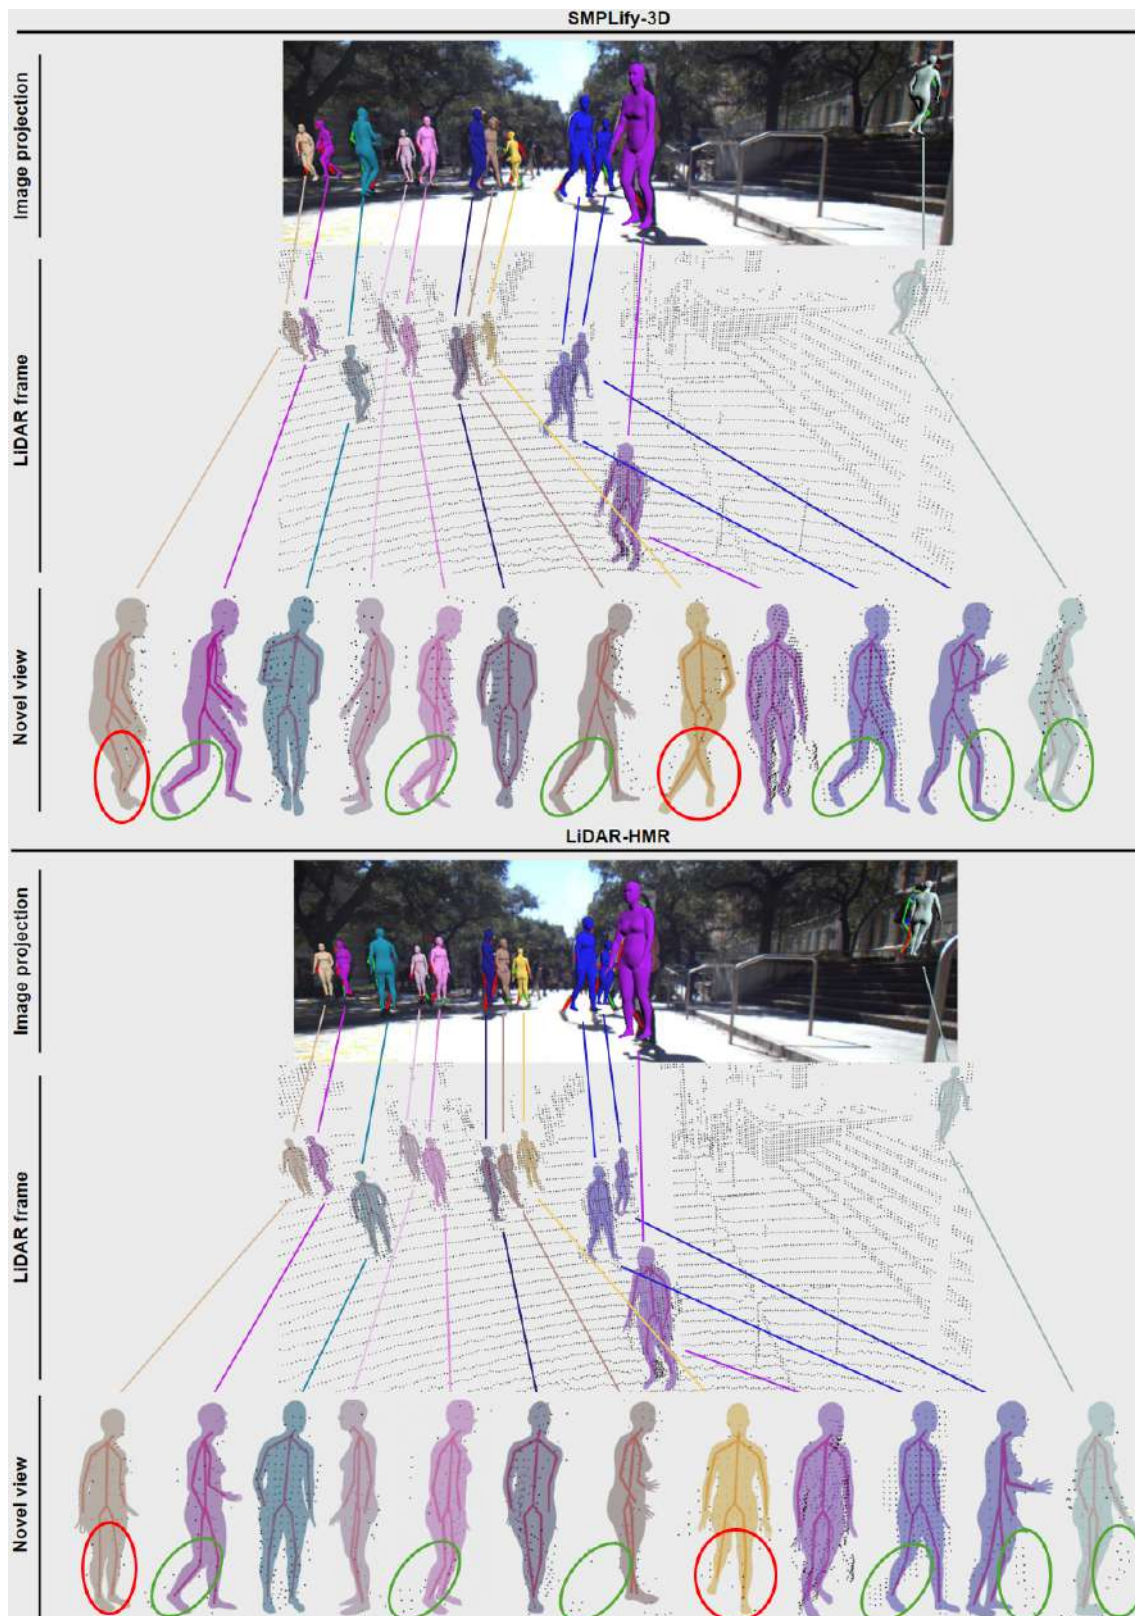 SMPLify-3D
Image projection
LiDAR frame
Novel view
LiDAR-HMR
Image projection
LiDAR frame
Novel view